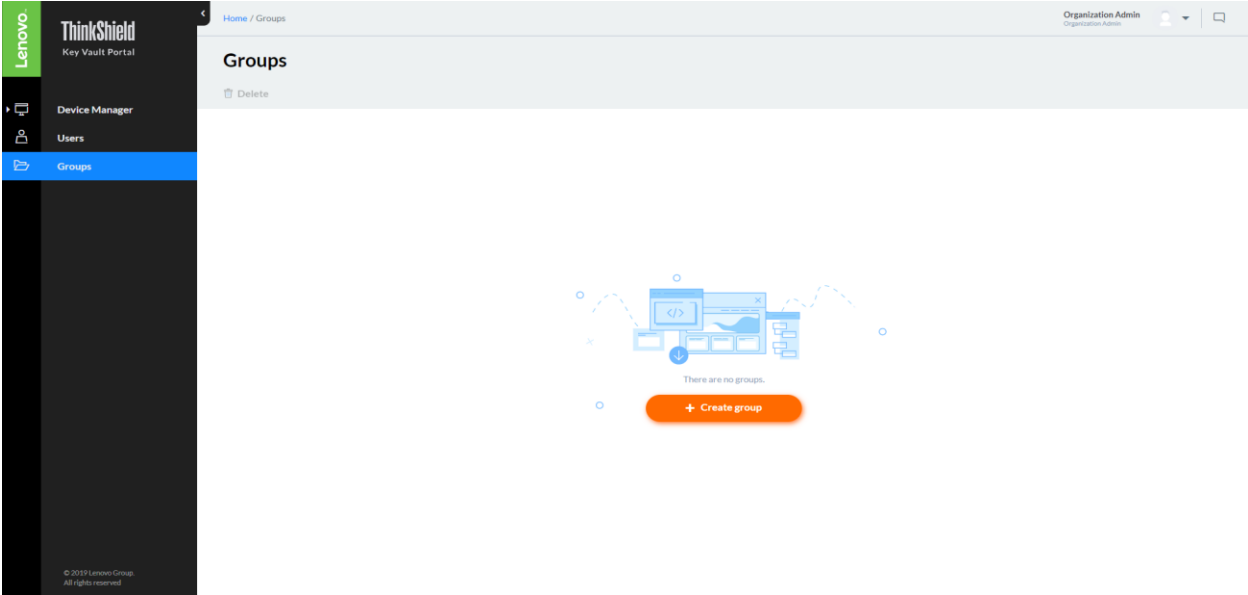 Lenovo.
ThinkShield
Key Vault Portal
Device Manager
Users
Groups
© 2019 Lenovo Group.
All rights reserved
Home / Groups
Organization Admin
Organization Admin
Groups
Delete
</>
There are no groups.
+ Create group